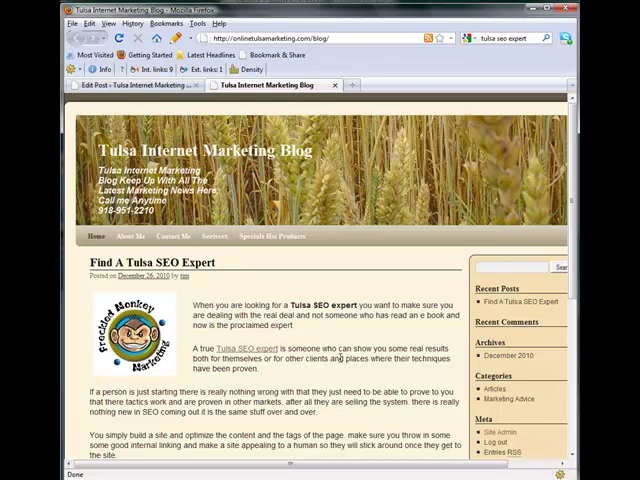 Tulsa Internet Marketing Blog - Mozilla Firefox
File Edit View History Bookmarks Tools Help
http://onlinetulsamarketing.com/blog/
tulsa seo expert
Most Visited Getting Started Latest Headlines Bookmark & Share
Info ? Int. links: 9 Ext. links: 1 Density
Edit Post ‹ Tulsa Internet Marketing ...
Tulsa Internet Marketing Blog
Tulsa Internet Marketing Blog
Tulsa Internet Marketing
Blog Keep Up With All The
Latest Marketing News Here.
Call me Anytime
918-951-2210
Home About Me Contact Me Services Specials Hot Products
Find A Tulsa SEO Expert
Posted on December 26, 2010 by tim
Freckled Monkey
Marketing
When you are looking for a Tulsa SEO expert you want to make sure you
are dealing with the real deal and not someone who has read an e book and
now is the proclaimed expert.
A true Tulsa SEO expert is someone who can show you some real results
both for themselves or for other clients and places where their techniques
have been proven.
If a person is just starting there is really nothing wrong with that they just need to be able to prove to you
that there tactics work and are proven in other markets, after all they are selling the system, there is really
nothing new in SEO coming out it is the same stuff over and over.
You simply build a site and optimize the content and the tags of the page, make sure you throw in some
some good internal linking and make a site appealing to a human so they will stick around once they get to
the site.
Sear
Recent Posts
Find A Tulsa SEO Expert
Recent Comments
Archives
December 2010
Categories
Articles
Marketing Advice
Meta
Site Admin
Log out
Entries RSS
Done